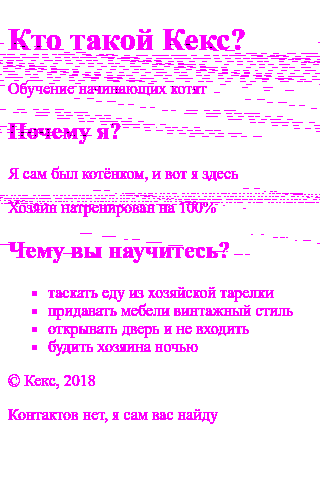 Кто такой Кекс?
Обучение начинающих котят
Почему я?
Я сам был котёнком, и вот я здесь
Хозяин натренирован на 100%
Чему вы научитесь?
таскать еду из хозяйской тарелки
придавать мебели винтажный стиль
открывать дверь и не входить
будить хозяина ночью
© Кекс, 2018
Контактов нет, я сам вас найду